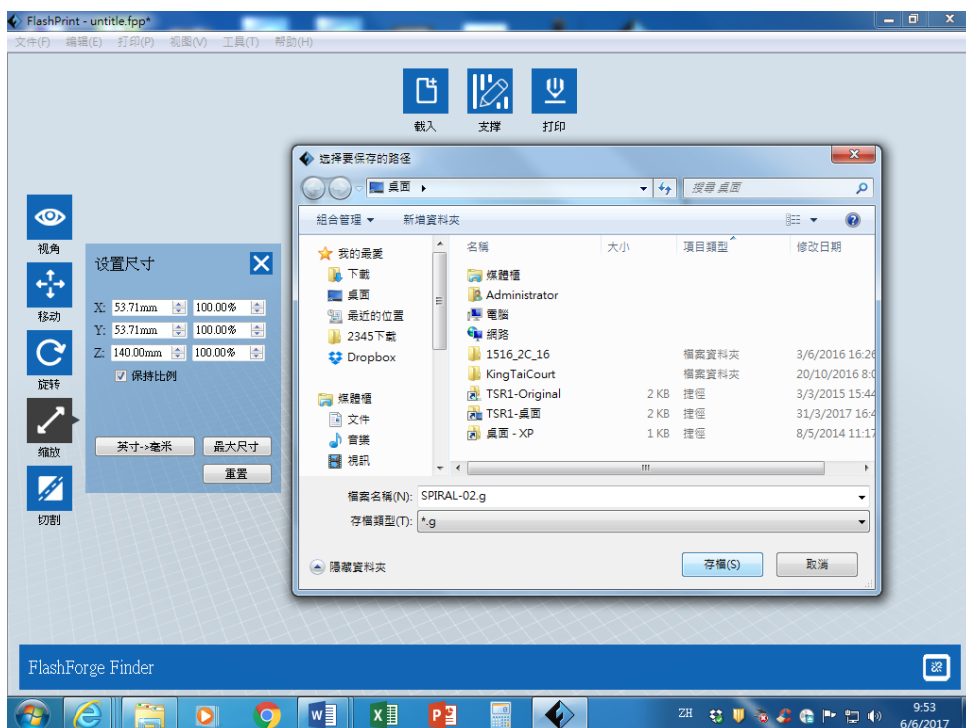 FlashPrint - untitle.fpp*
文件(F) 编辑(E) 打印(P) 视图(V) 工具(T) 帮助(H)
载入 支撑 打印
视角
移动
旋转
缩放
切割
设置尺寸
X: 53.71mm 100.00%
Y: 53.71mm 100.00%
Z: 140.00mm 100.00%
保持比例
英寸->毫米 最大尺寸
重置
选择要保存的路径
桌面
搜尋 桌面
組合管理 新增資料夾
我的最愛
下載
桌面
最近的位置
2345下載
Dropbox
媒體櫃
文件
音樂
視訊
名稱 大小 項目類型 修改日期
媒體櫃
Administrator
電腦
網路
1516_2C_16 檔案資料夾 3/6/2016 16:26
KingTaiCourt 檔案資料夾 20/10/2016 8:0
TSR1-Original 2 KB 捷徑 3/3/2015 15:44
TSR1-桌面 2 KB 捷徑 31/3/2017 16:4
桌面 - XP 1 KB 捷徑 8/5/2014 11:17
檔案名稱(N): SPIRAL-02.g
存檔類型(T): *.g
隱藏資料夾
存檔(S) 取消
FlashForge Finder
ZH
9:53
6/6/2017